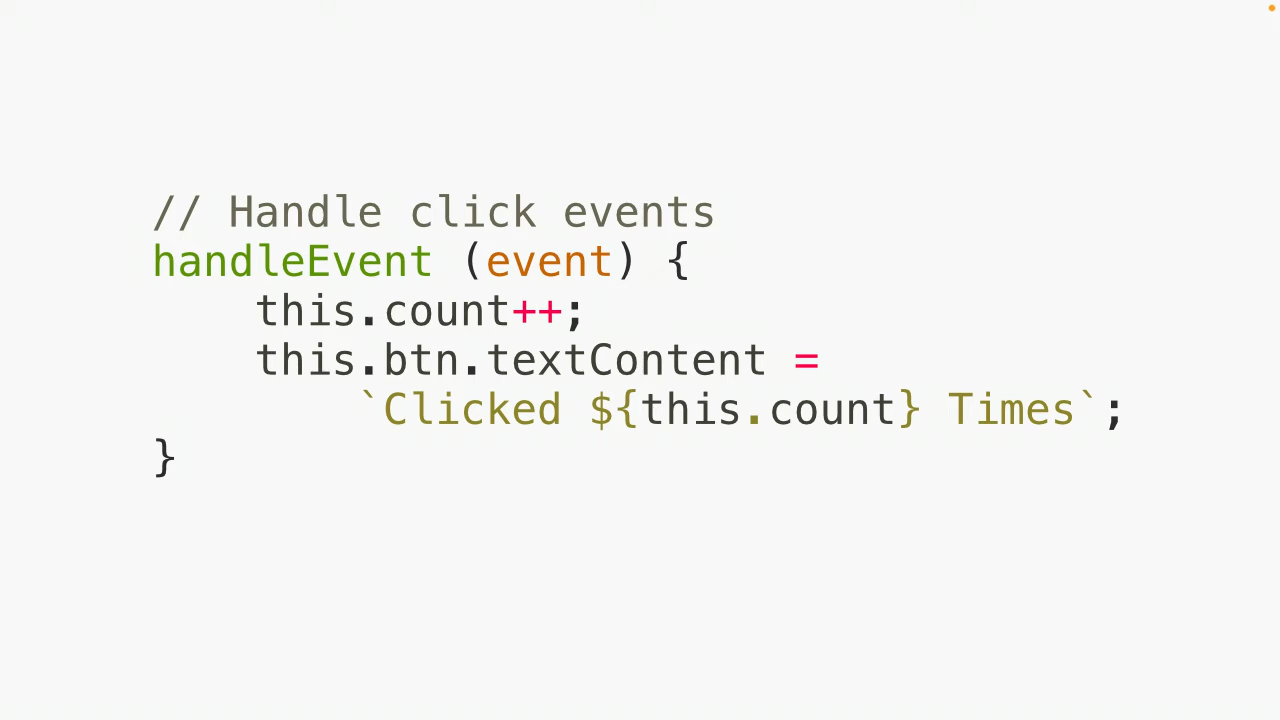 // Handle click events
handleEvent (event) {
    this.count++;
    this.btn.textContent =
        `Clicked ${this.count} Times`;
}